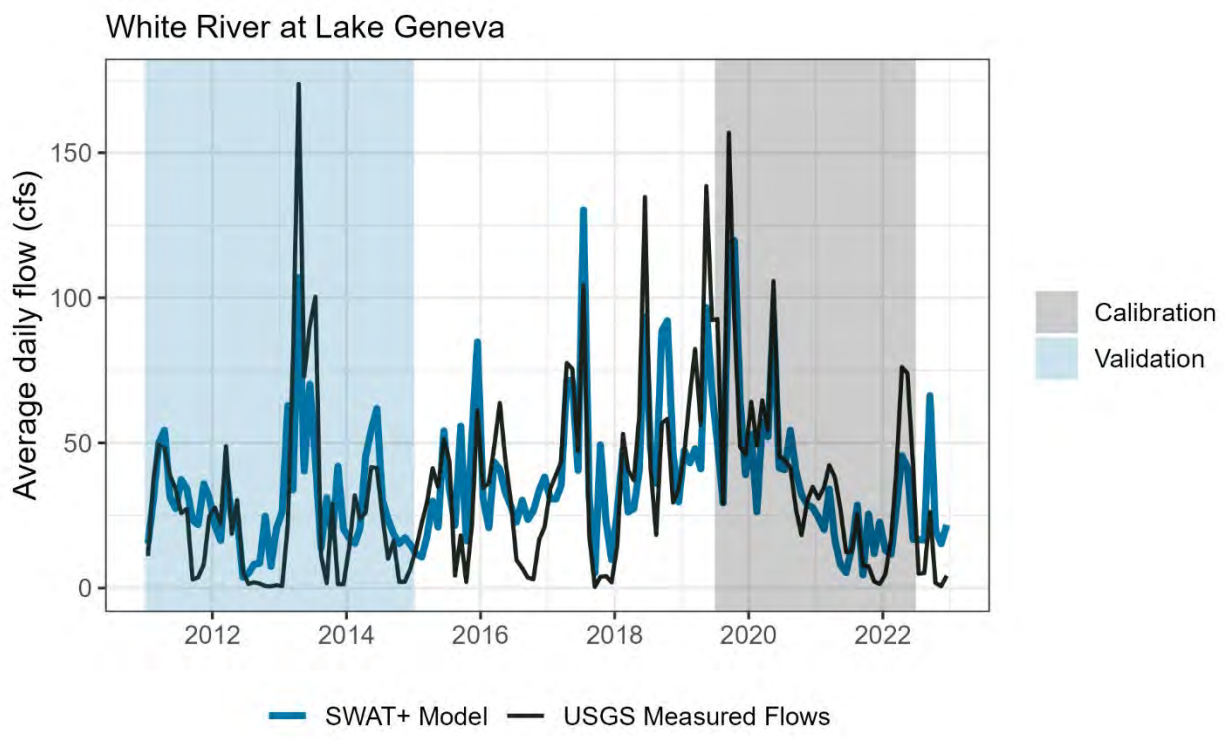 White River at Lake Geneva
Average daily flow (cfs)
150
100
50
0
2012 2014 2016 2018 2020 2022
Calibration
Validation
SWAT+ Model USGS Measured Flows